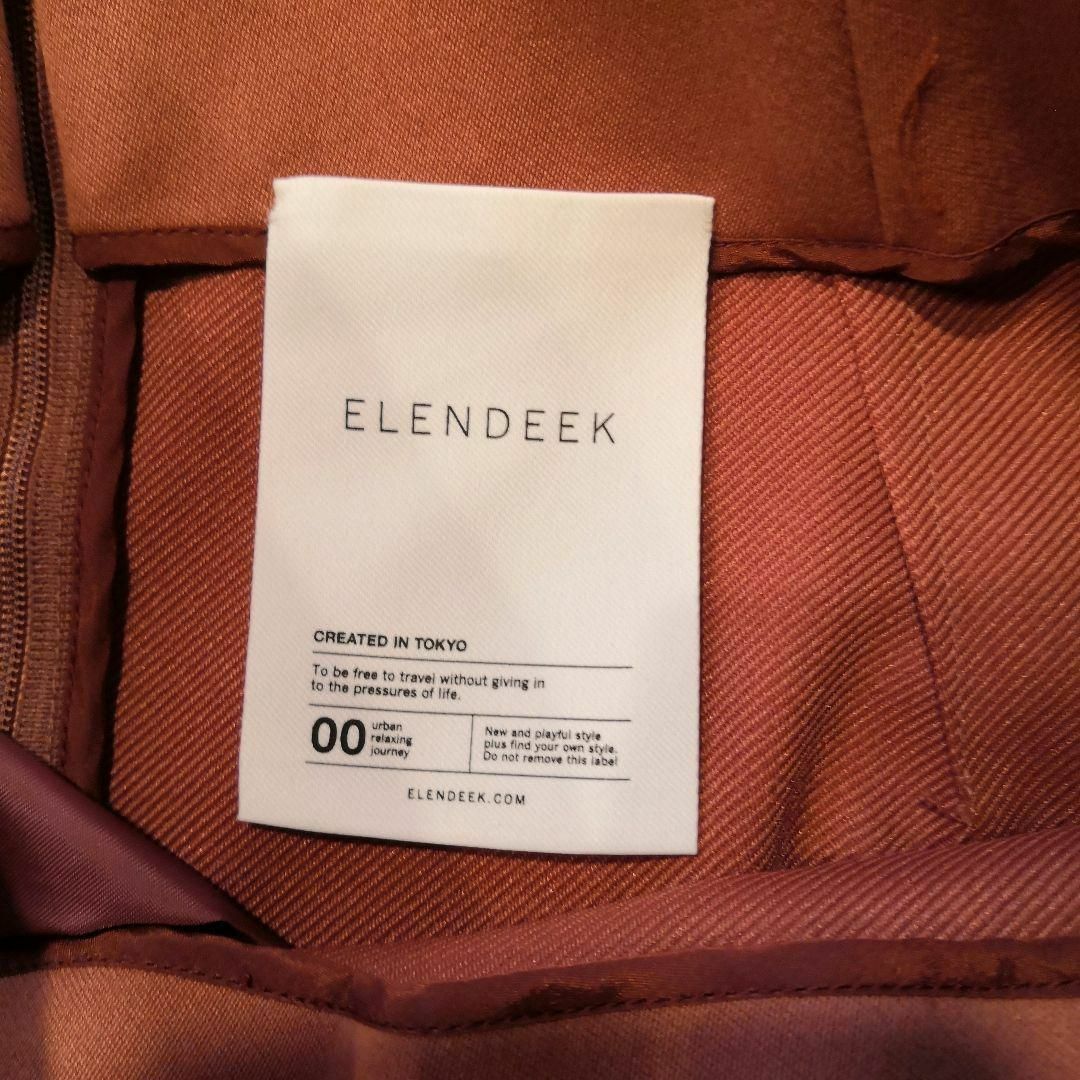 ELENDEEK
CREATED IN TOKYO
To be free to travel without giving in
to the pressures of life.
00
urban
relaxing
journey
New and playful style
plus find your own style.
Do not remove this label
ELENDEEK.COM